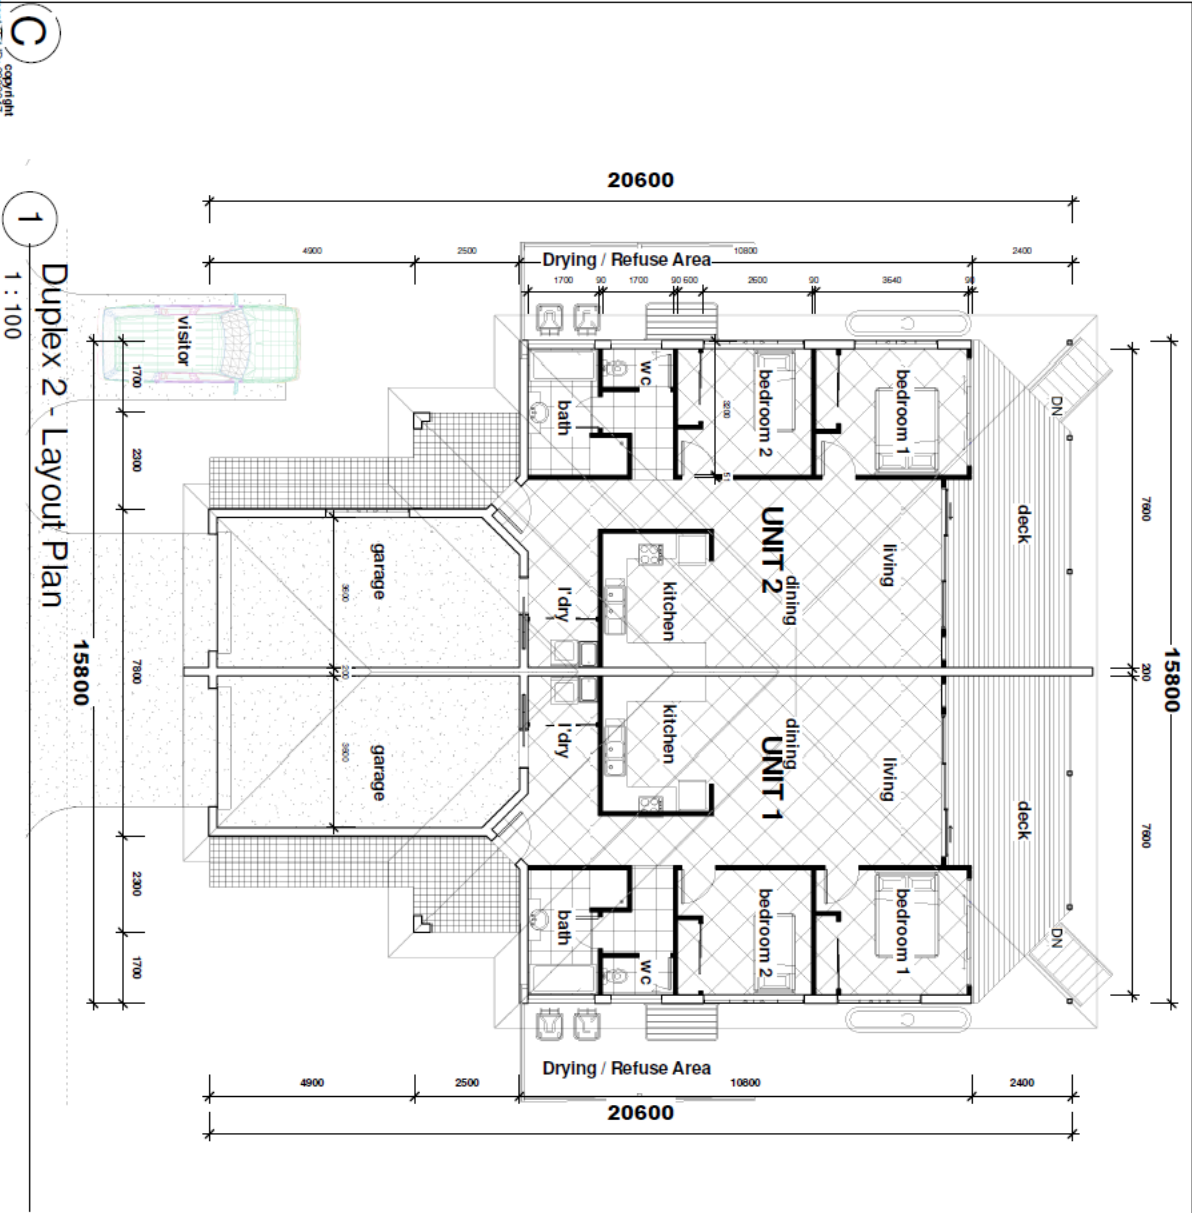 C
copyright
1
Duplex 2 - Layout Plan
1 : 100
20600
4900
2500
10800
2400
Drying / Refuse Area
1700
90
1700
90
600
2600
90
3640
90
visitor
1700
2300
7800
2300
1700
15800
bath
wc
bedroom 2
bedroom 1
3200
DN
deck
7600
200
7600
15800
UNIT 2
dining
living
kitchen
l'dry
garage
3600
200
3600
garage
l'dry
kitchen
UNIT 1
dining
living
deck
DN
bath
wc
bedroom 2
bedroom 1
Drying / Refuse Area
4900
2500
10800
2400
20600